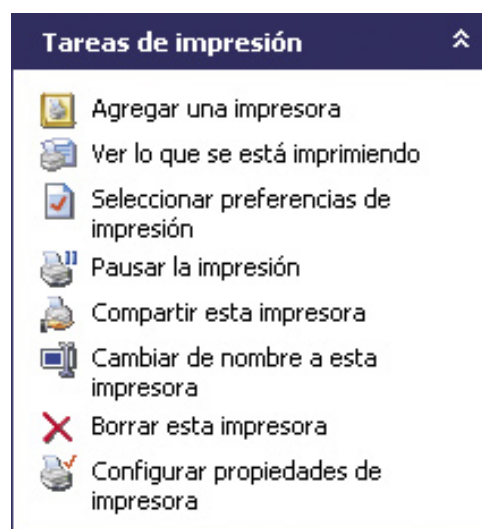 Tareas de impresión
Agregar una impresora
Ver lo que se está imprimiendo
Seleccionar preferencias de
impresión
Pausar la impresión
Compartir esta impresora
Cambiar de nombre a esta
impresora
Borrar esta impresora
Configurar propiedades de
impresora